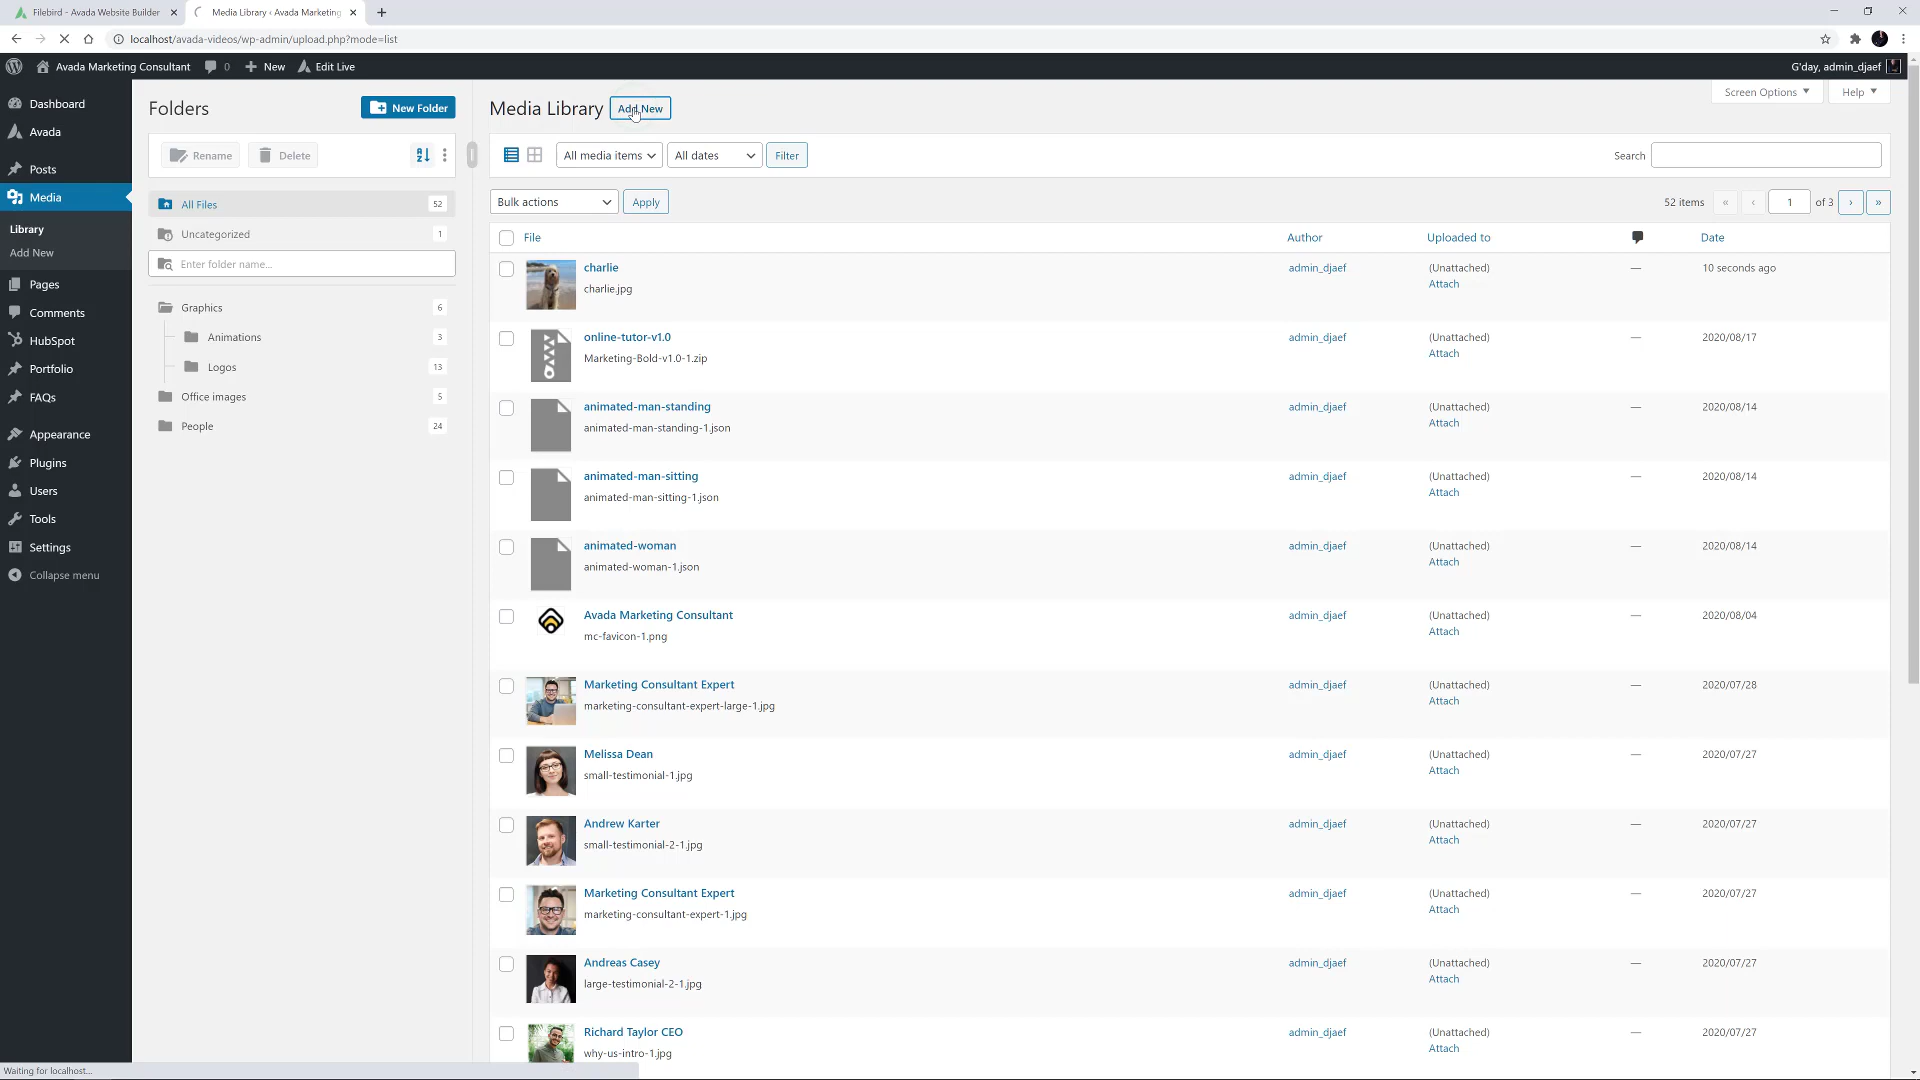 Filebird - Avada Website Builder
Media Library ‹ Avada Marketing
localhost/avada-videos/wp-admin/upload.php?mode=list
Avada Marketing Consultant 0 New Edit Live
G'day, admin_djaef
Dashboard
Avada
Posts
Media
Library
Add New
Pages
Comments
HubSpot
Portfolio
FAQs
Appearance
Plugins
Users
Tools
Settings
Collapse menu
Folders New Folder
Rename Delete
All Files 52
Uncategorized 1
Enter folder name...
Graphics 6
Animations 3
Logos 13
Office images 5
People 24
Media Library Add New
Screen Options Help
All media items All dates Filter
Search
Bulk actions Apply
52 items « ‹ 1 of 3 › »
File Author Uploaded to Date
charlie admin_djaef (Unattached) — 10 seconds ago
charlie.jpg Attach
online-tutor-v1.0 admin_djaef (Unattached) — 2020/08/17
Marketing-Bold-v1.0-1.zip Attach
animated-man-standing admin_djaef (Unattached) — 2020/08/14
animated-man-standing-1.json Attach
animated-man-sitting admin_djaef (Unattached) — 2020/08/14
animated-man-sitting-1.json Attach
animated-woman admin_djaef (Unattached) — 2020/08/14
animated-woman-1.json Attach
Avada Marketing Consultant admin_djaef (Unattached) — 2020/08/04
mc-favicon-1.png Attach
Marketing Consultant Expert admin_djaef (Unattached) — 2020/07/28
marketing-consultant-expert-large-1.jpg Attach
Melissa Dean admin_djaef (Unattached) — 2020/07/27
small-testimonial-1.jpg Attach
Andrew Karter admin_djaef (Unattached) — 2020/07/27
small-testimonial-2-1.jpg Attach
Marketing Consultant Expert admin_djaef (Unattached) — 2020/07/27
marketing-consultant-expert-1.jpg Attach
Andreas Casey admin_djaef (Unattached) — 2020/07/27
large-testimonial-2-1.jpg Attach
Richard Taylor CEO admin_djaef (Unattached) — 2020/07/27
why-us-intro-1.jpg Attach
Waiting for localhost...